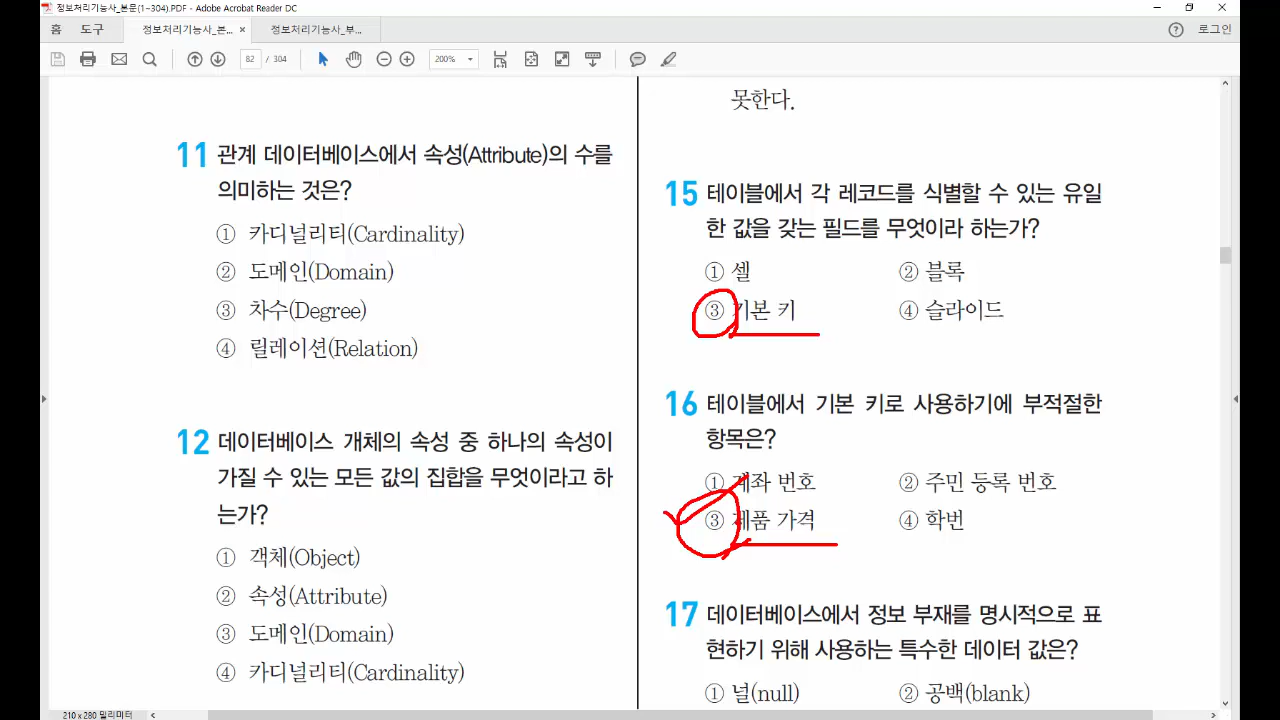 정보처리기능사_본문(1-304).PDF - Adobe Acrobat Reader DC
홈 도구 정보처리기능사_본... × 정보처리기능사_부... 로그인
82 / 304 200%
11 관계 데이터베이스에서 속성(Attribute)의 수를
의미하는 것은?
① 카디널리티(Cardinality)
② 도메인(Domain)
③ 차수(Degree)
④ 릴레이션(Relation)
12 데이터베이스 개체의 속성 중 하나의 속성이
가질 수 있는 모든 값의 집합을 무엇이라고 하
는가?
① 객체(Object)
② 속성(Attribute)
③ 도메인(Domain)
④ 카디널리티(Cardinality)
못한다.
15 테이블에서 각 레코드를 식별할 수 있는 유일
한 값을 갖는 필드를 무엇이라 하는가?
① 셀 ② 블록
③ 기본 키 ④ 슬라이드
16 테이블에서 기본 키로 사용하기에 부적절한
항목은?
① 계좌 번호 ② 주민 등록 번호
③ 제품 가격 ④ 학번
17 데이터베이스에서 정보 부재를 명시적으로 표
현하기 위해 사용하는 특수한 데이터 값은?
① 널(null) ② 공백(blank)
210 x 280 밀리미터